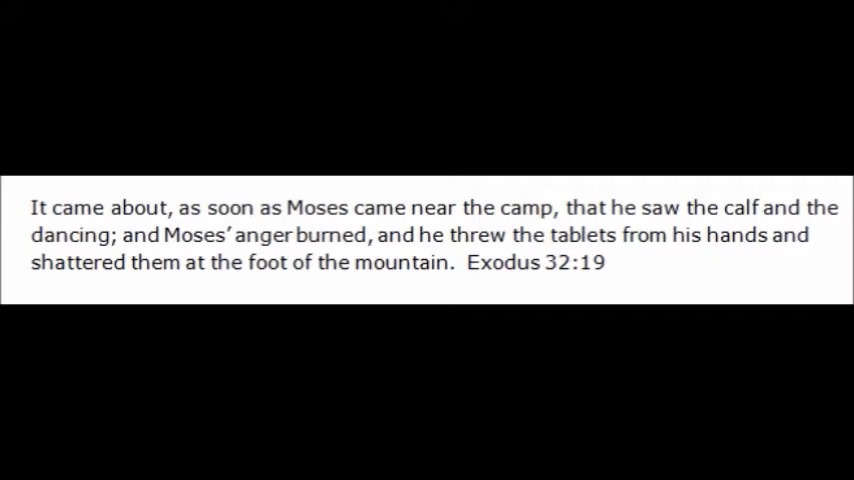 It came about, as soon as Moses came near the camp, that he saw the calf and the
dancing; and Moses’ anger burned, and he threw the tablets from his hands and
shattered them at the foot of the mountain.  Exodus 32:19